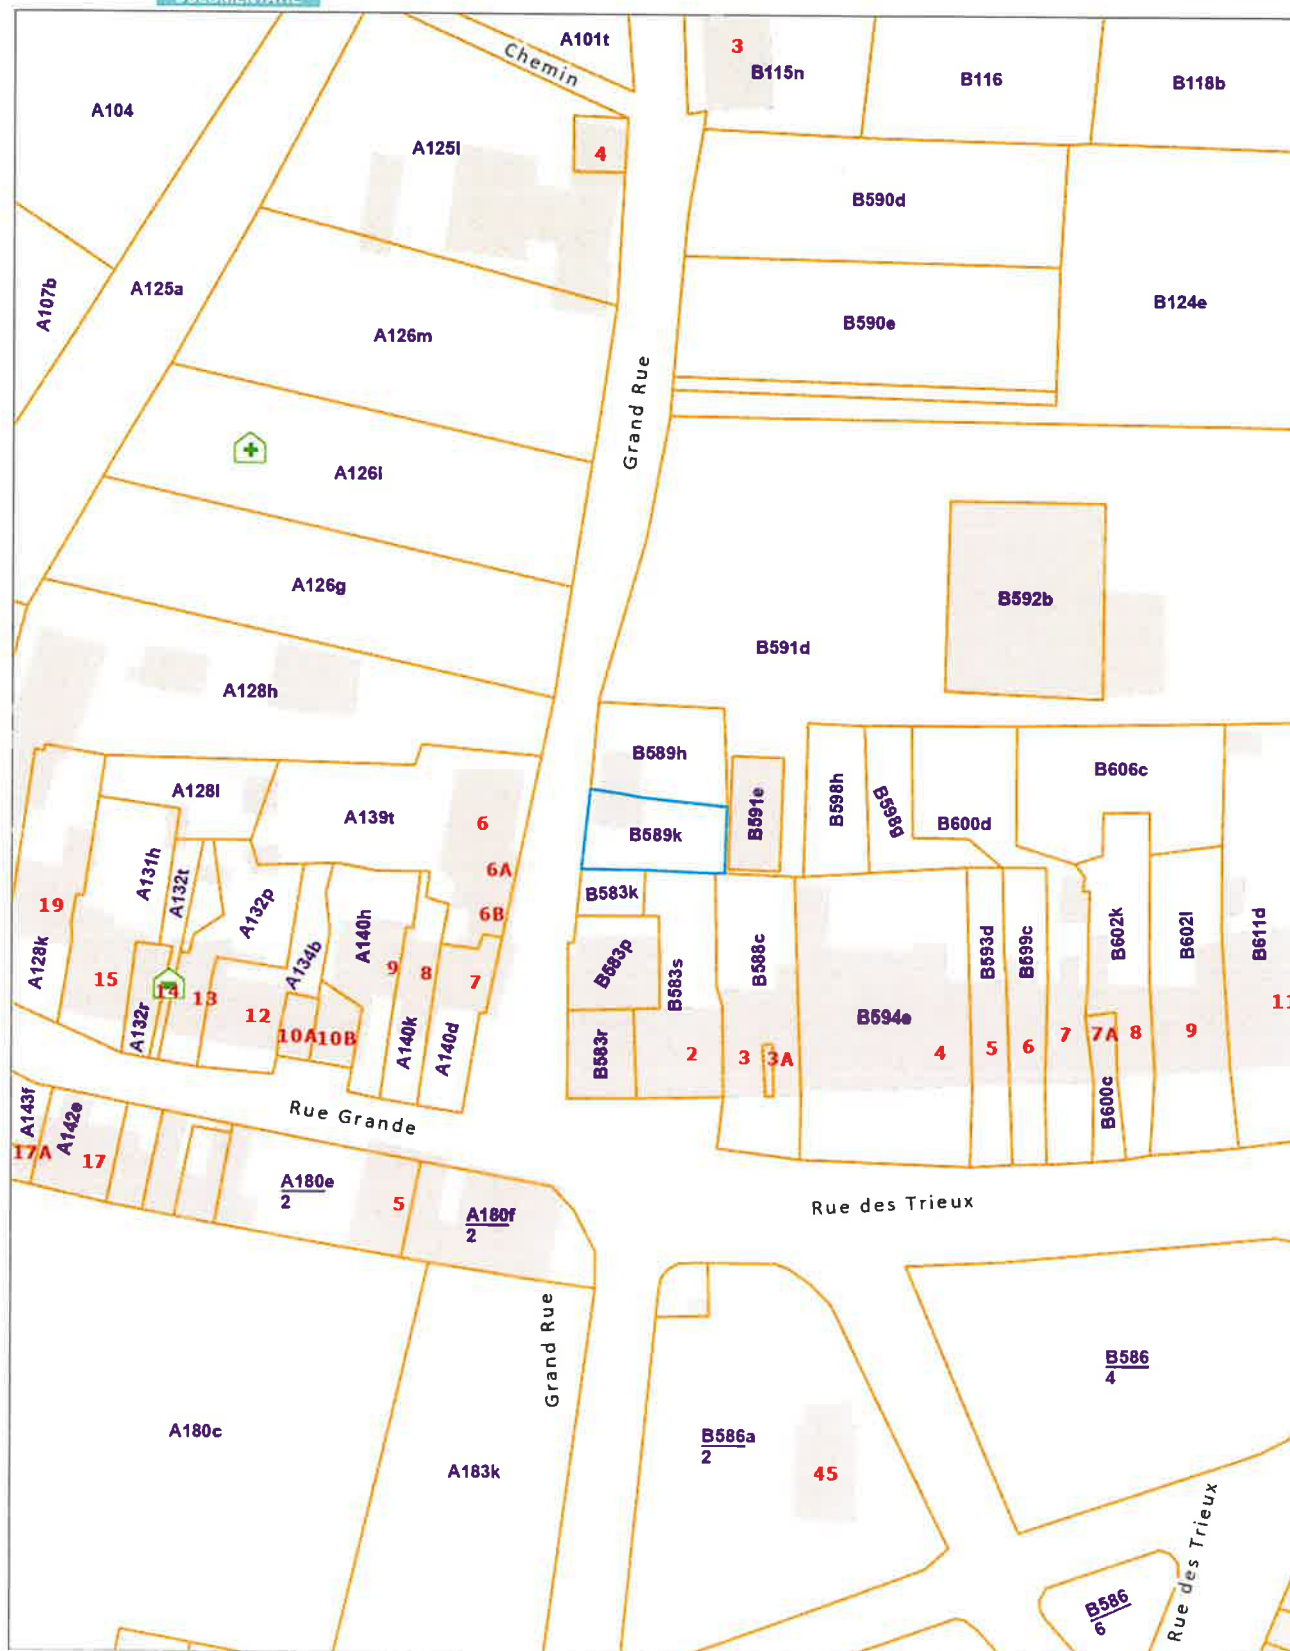 DOCUMENTAIRE
A101t
Chemin
3
B115n
B116
B118b
A104
A125l
4
B590d
A107b
A125a
B124e
A126m
B590e
Grand Rue
A126i
A126g
B592b
B591d
A128h
B589h
B606c
A128l
A139t
6
B589k
B591e
B598h
B598g
B600d
6A
A131h
A132t
A132p
B583k
6B
19
A128k
A134b
A140h
9
8
7
B583p
B583s
B588c
B593d
B599c
B602k
B602l
B611d
15
14
13
12
B594e
11
A132r
10A
10B
A140k
A140d
B583r
2
3
3A
4
5
6
7
7A
8
9
A143f
A142e
Rue Grande
B600c
17A
17
A180e
2
5
A180f
2
Rue des Trieux
Grand Rue
B586
4
A180c
B586a
2
A183k
45
Rue des Trieux
B586
6